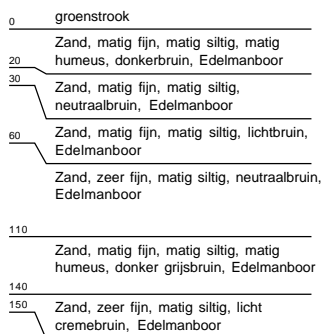 groenstrook
0
Zand, matig fijn, matig siltig, matig
humeus, donkerbruin, Edelmanboor
20
Zand, matig fijn, matig siltig,
neutraalbruin, Edelmanboor
30
Zand, matig fijn, matig siltig, lichtbruin,
Edelmanboor
60
Zand, zeer fijn, matig siltig, neutraalbruin,
Edelmanboor
110
Zand, matig fijn, matig siltig, matig
humeus, donker grijsbruin, Edelmanboor
140
150
Zand, zeer fijn, matig siltig, licht
cremebruin, Edelmanboor